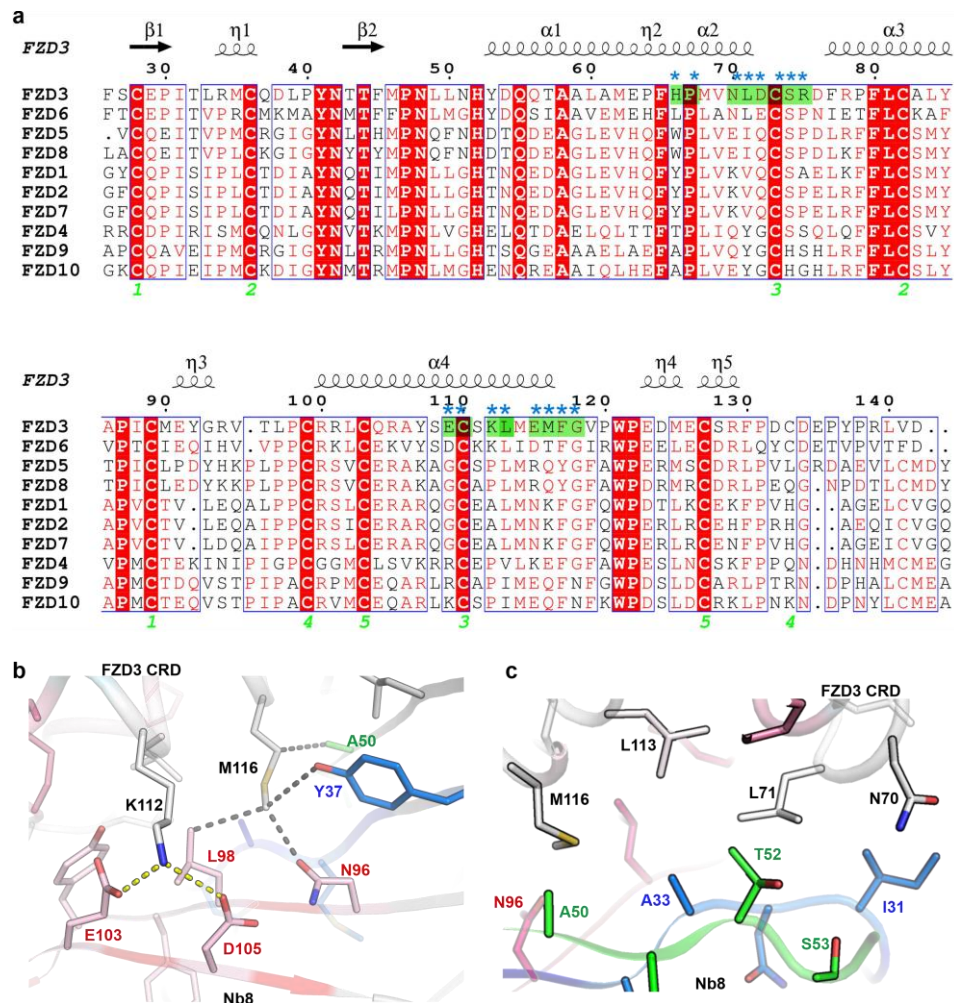 a
β1 η1 β2 α1 η2 α2 α3
FZD3
30 40 50 60 70 80
* * *** ***
FZD3 FSCEPITLRMCQDLPYNTTFMPNLLNHYDQQTAALAMEPFHPMVNLDCSRDFRPFLCALY
FZD6 FTCEPITVPRCMKMAYNMTFFPNLMGHYDQSIAAVEMEHFLPLANLECSPNIETFLCKAF
FZD5 .VCQEITVPLCRGIGYNLTHMPNQFNHDTQDEAGLEVHQFWPLVEIQCSPDLRFFLCSMY
FZD8 LACQEITVPLCKGIGYNYTYMPNQFNHDTQDEAGLEVHQFWPLVEIQCSPDLKFFLCSMY
FZD1 GYCQPISIPLCTDIAYNQTIMPNLLGHTNQEDAGLEVHQFYPLVKVQCSAELKFFLCSMY
FZD2 GFCQPISIPLCTDIAYNQTIMPNLLGHTNQEDAGLEVHQFYPLVKVQCSPELRFFLCSMY
FZD7 GFCQPISIPLCTDIAYNQTILPNLLGHTNQEDAGLEVHQFYPLVKVQCSPELRFFLCSMY
FZD4 RRCDPIRISMCQNLGYNVTKMPNLVGHELQTDAELQLTTFTPLIQYGCSSQLQFFLCSVY
FZD9 APCQAVEIPMCRGIGYNLTRMPNLLGHTSQGEAAAELAEFAPLVEYGCHSHLRFFLCSLY
FZD10 GKCQPIEIPMCKDIGYNMTRMPNLMGHENQREAAIQLHEFAPLVEYGCHGHLRFFLCSLY
1 2 3 2
η3 α4 η4 η5
FZD3
90 100 110 120 130 140
** ** ****
FZD3 APICMEYGRV.TLPCRRLCQRAYSECSKLMEMFGVPWPEDMECSRFPDCDEPYPRLVD..
FZD6 VPTCIEQIHV.VPPCRKLCEKVYSDCKKLIDTFGIRWPEELECDRLQYCDETVPVTFD..
FZD5 TPICLPDYHKPLPPCRSVCERAKAGCSPLMRQYGFAWPERMSCDRLPVLGRDAEVLCMDY
FZD8 TPICLEDYKKPLPPCRSVCERAKAGCAPLMRQYGFAWPDRMRCDRLPEQG.NPDTLCMDY
FZD1 APVCTV.LEQALPPCRSLCERARQGCEALMNKFGFQWPDTLKCEKFPVHG..AGELCVGQ
FZD2 APVCTV.LEQAIPPCRSICERARQGCEALMNKFGFQWPERLRCEHFPRHG..AEQICVGQ
FZD7 APVCTV.LDQAIPPCRSLCERARQGCEALMNKFGFQWPERLRCENFPVHG..AGEICVGQ
FZD4 VPMCTEKINIPIGPCGGMCLSVKRRCEPVLKEFGFAWPESLNCSKFPPQNDHNHMCMEG
FZD9 APMCTDQVSTPIPACRPMCEQARLRCAPIMEQFNFGWPDSLDCARLPTRN.DPHALCMEA
FZD10 APMCTEQVSTPIPACRVMCEQARLKCSPIMEQFNFKWPDSLDCRKLPNKN.DPNYLCMEA
1 4 5 3 5 4
b
FZD3 CRD
A50
M116
Y37
K112
L98
N96
E103
D105
Nb8
c
FZD3 CRD
L113
M116
L71
N70
T52
N96
A50
A33
I31
S53
Nb8